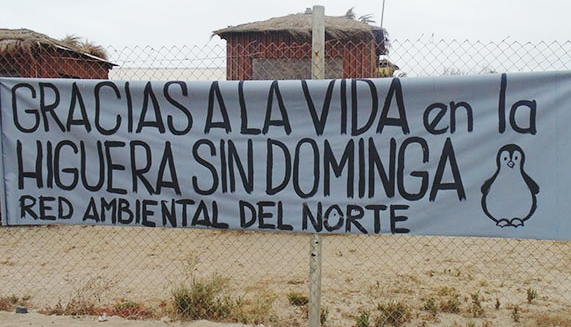 GRACIAS A LA VIDA en la
HIGUERA SIN DOMINGA
RED AMBIENTAL DEL NORTE